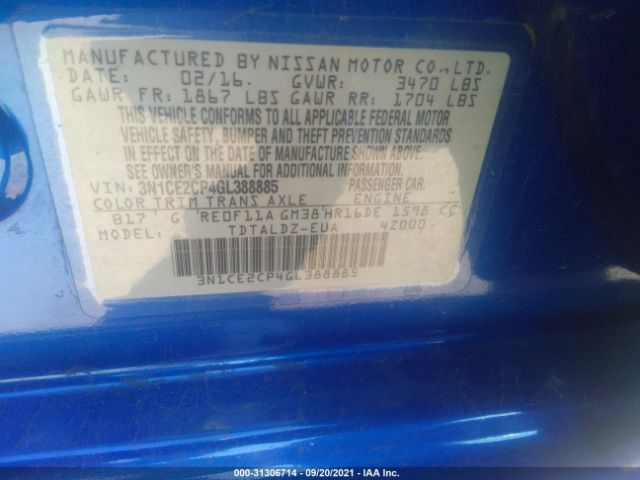 MANUFACTURED BY NISSAN MOTOR CO.,LTD.
DATE: 02/16. GVWR: 3470 LBS
GAWR FR: 1867 LBS GAWR RR: 1704 LBS
THIS VEHICLE CONFORMS TO ALL APPLICABLE FEDERAL MOTOR
VEHICLE SAFETY, BUMPER AND THEFT PREVENTION STANDARDS
IN EFFECT ON THE DATE OF MANUFACTURE SHOWN ABOVE.
SEE OWNER'S MANUAL FOR ADDITIONAL INFORMATION.
VIN: 3N1CE2CP4GL388885 PASSENGER CAR.
COLOR TRIM TRANS AXLE ENGINE
B17 G RE0F11A GM38 HR16DE 1598 CC
MODEL: TDTALDZ-EUA 4Z000-
3N1CE2CP4GL388885
000-31306714 - 09/20/2021 - IAA Inc.